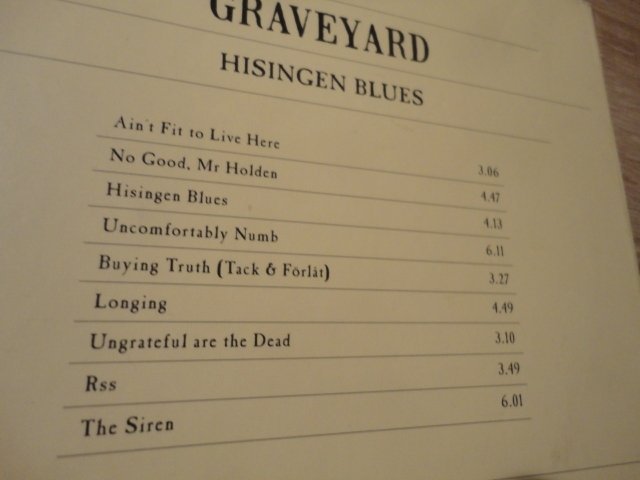 GRAVEYARD
HISINGEN BLUES
Ain't Fit to Live Here 3.06
No Good, Mr Holden 4.47
Hisingen Blues 4.13
Uncomfortably Numb 6.11
Buying Truth (Tack & Förlåt) 3.27
Longing 4.49
Ungrateful are the Dead 3.10
Rss 3.49
The Siren 6.01